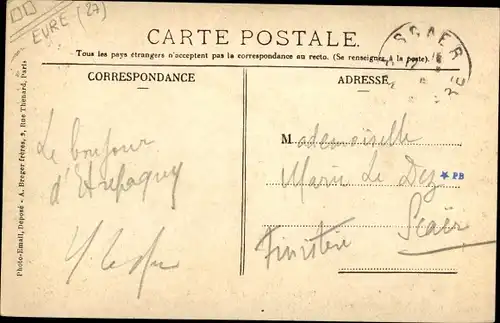 EURE (27)
CARTE POSTALE.
SCAER
Tous les pays étrangers n'acceptent pas la correspondance au recto. (Se renseigner à la poste).
CORRESPONDANCE
ADRESSE
Le bonjour
d'Etrepagny
Photo-Email, Déposé - A. Breger frères, 9, Rue Thenard, Paris
Mademoiselle
Marie Le Dez
* PB
Scaër
Finistère